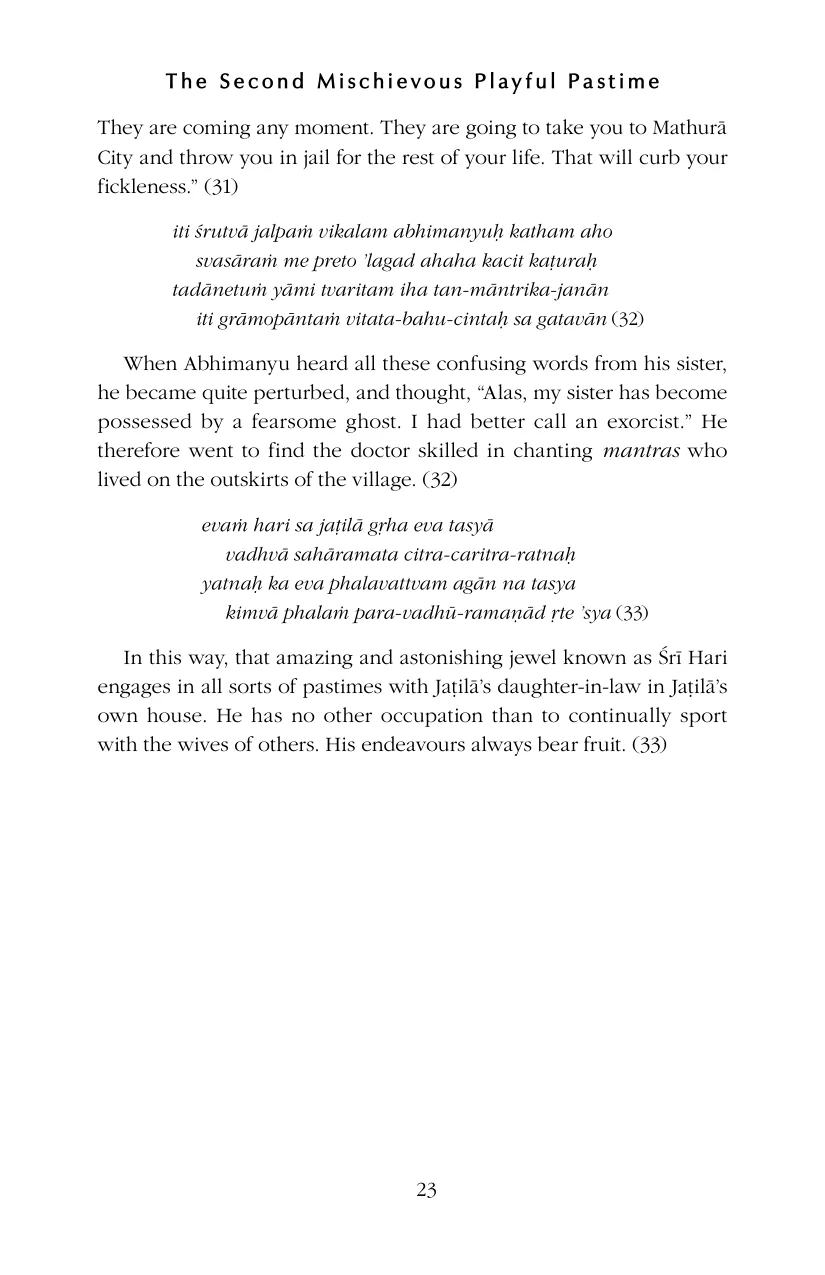 The Second Mischievous Playful Pastime
They are coming any moment. They are going to take you to Mathurā
City and throw you in jail for the rest of your life. That will curb your
fickleness.” (31)
iti śrutvā jalpaṁ vikalam abhimanyuḥ katham aho
svasāraṁ me preto ’lagad ahaha kacit kaṭuraḥ
tadānetuṁ yāmi tvaritam iha tan-māntrika-janān
iti grāmopāntaṁ vitata-bahu-cintaḥ sa gatavān (32)
When Abhimanyu heard all these confusing words from his sister,
he became quite perturbed, and thought, “Alas, my sister has become
possessed by a fearsome ghost. I had better call an exorcist.” He
therefore went to find the doctor skilled in chanting mantras who
lived on the outskirts of the village. (32)
evaṁ hari sa jaṭilā gṛha eva tasyā
vadhvā sahāramata citra-caritra-ratnaḥ
yatnaḥ ka eva phalavattvam agān na tasya
kimvā phalaṁ para-vadhū-ramaṇād ṛte ’sya (33)
In this way, that amazing and astonishing jewel known as Śrī Hari
engages in all sorts of pastimes with Jaṭilā’s daughter-in-law in Jaṭilā’s
own house. He has no other occupation than to continually sport
with the wives of others. His endeavours always bear fruit. (33)
23